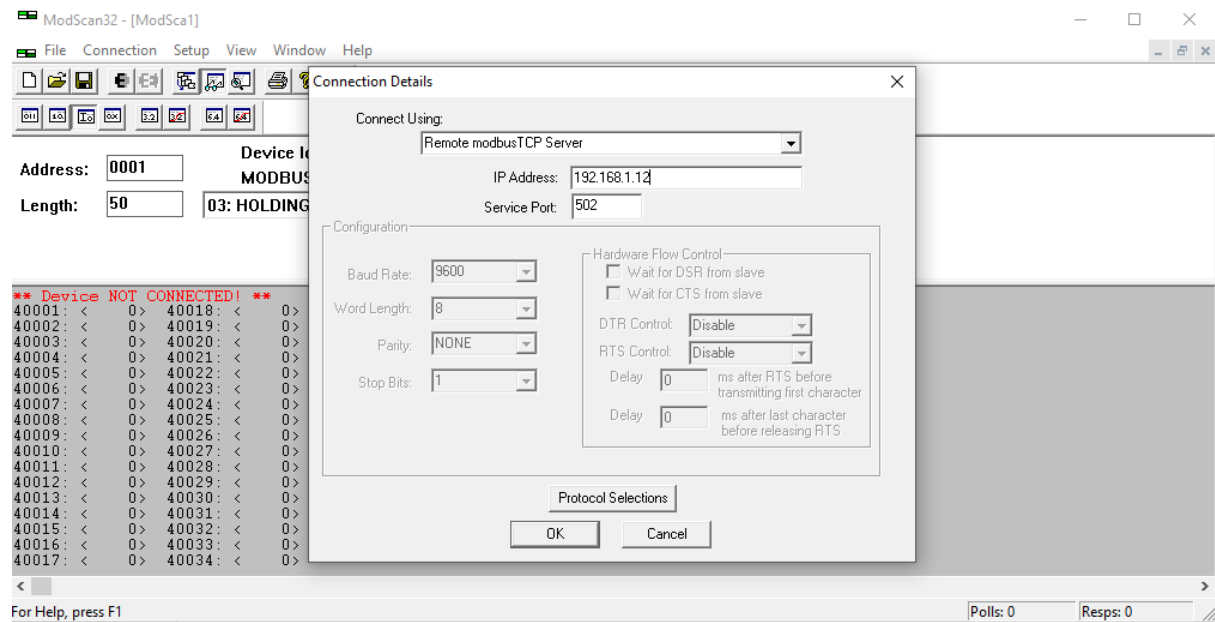 ModScan32 - [ModSca1]
File Connection Setup View Window Help
Connection Details
Connect Using:
Remote modbusTCP Server
IP Address: 192.168.1.12
Service Port: 502
Address: 0001
Device
MODBUS
Length: 50
03: HOLDING
Configuration
Baud Rate: 9600
Word Length: 8
Parity: NONE
Stop Bits: 1
Hardware Flow Control
Wait for DSR from slave
Wait for CTS from slave
DTR Control: Disable
RTS Control: Disable
Delay 0 ms after RTS before
transmitting first character
Delay 0 ms after last character
before releasing RTS
Protocol Selections
OK Cancel
** Device NOT CONNECTED! **
40001: < 0> 40018: < 0>
40002: < 0> 40019: < 0>
40003: < 0> 40020: < 0>
40004: < 0> 40021: < 0>
40005: < 0> 40022: < 0>
40006: < 0> 40023: < 0>
40007: < 0> 40024: < 0>
40008: < 0> 40025: < 0>
40009: < 0> 40026: < 0>
40010: < 0> 40027: < 0>
40011: < 0> 40028: < 0>
40012: < 0> 40029: < 0>
40013: < 0> 40030: < 0>
40014: < 0> 40031: < 0>
40015: < 0> 40032: < 0>
40016: < 0> 40033: < 0>
40017: < 0> 40034: < 0>
For Help, press F1
Polls: 0
Resps: 0